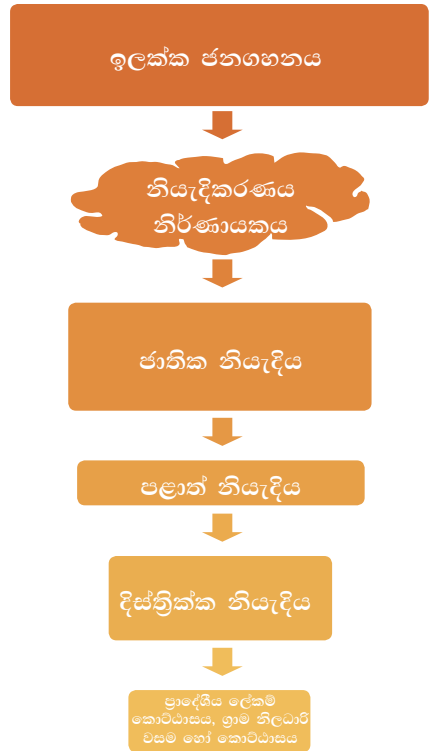 ඉලක්ක ජනගහනය
නියැදිකරණය
නිර්ණායකය
ජාතික නියැදිය
පළාත් නියැදිය
දිස්ත්‍රික්ක නියැදිය
ප්‍රාදේශීය ලේකම්
කොට්ඨාසය, ග්‍රාම නිලධාරි
වසම හෝ කොට්ඨාසය